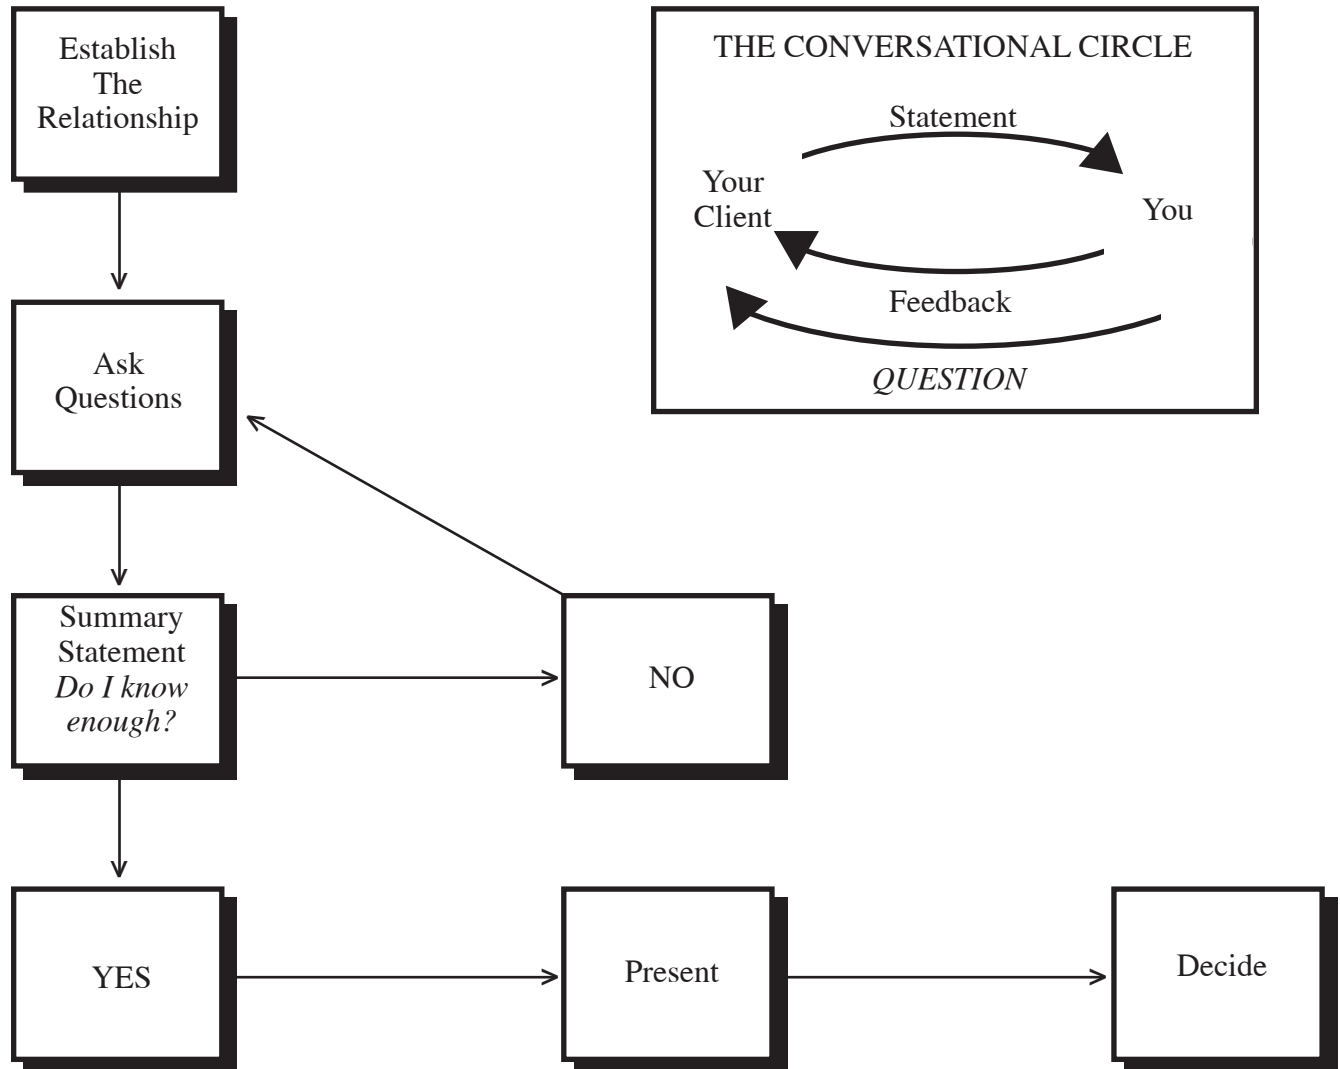 Establish
The
Relationship
THE CONVERSATIONAL CIRCLE
Statement
Your
Client
You
Feedback
QUESTION
Ask
Questions
Summary
Statement
Do I know
enough?
NO
YES
Present
Decide